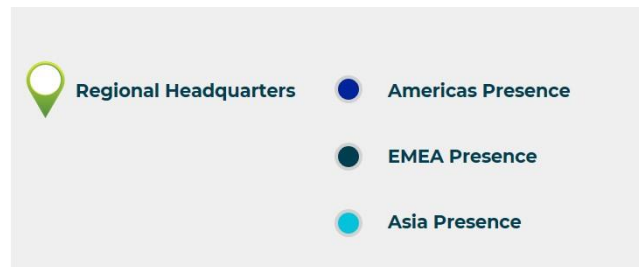 Regional Headquarters
Americas Presence
EMEA Presence
Asia Presence